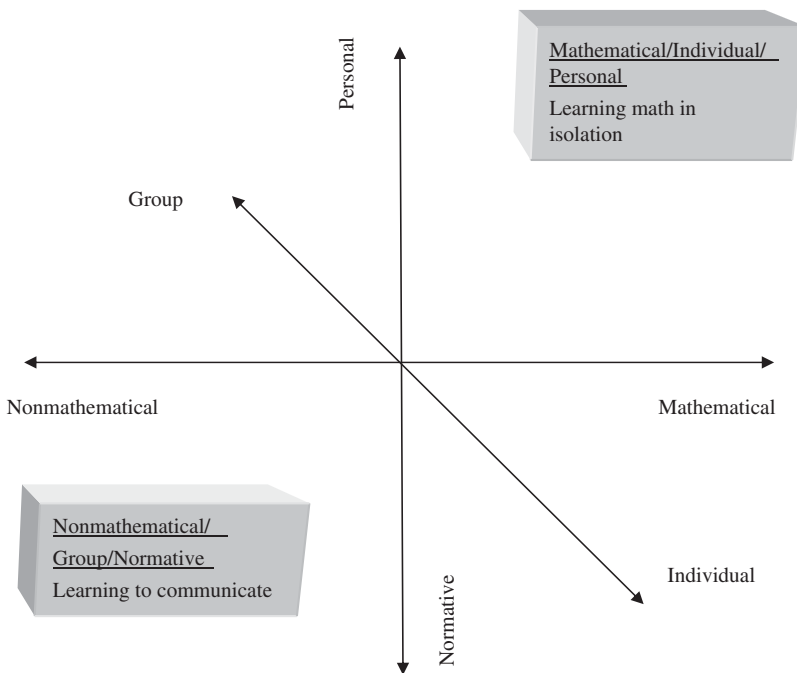 Personal
Mathematical/Individual/
Personal
Learning math in
isolation
Group
Nonmathematical
Mathematical
Nonmathematical/
Group/Normative
Learning to communicate
Individual
Normative